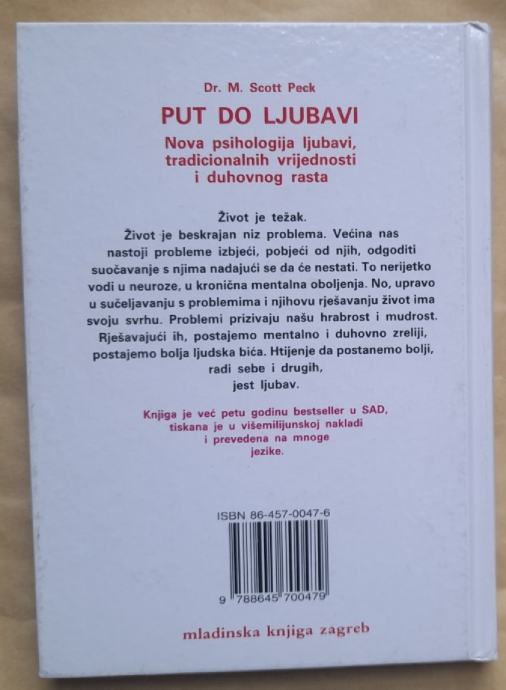 Dr. M. Scott Peck
PUT DO LJUBAVI
Nova psihologija ljubavi,
tradicionalnih vrijednosti
i duhovnog rasta
Život je težak.
Život je beskrajan niz problema. Većina nas
nastoji probleme izbjeći, pobjeći od njih, odgoditi
suočavanje s njima nadajući se da će nestati. To nerijetko
vodi u neuroze, u kronična mentalna oboljenja. No, upravo
u sučeljavanju s problemima i njihovu rješavanju život ima
svoju svrhu. Problemi prizivaju našu hrabrost i mudrost.
Rješavajući ih, postajemo mentalno i duhovno zreliji,
postajemo bolja ljudska bića. Htijenje da postanemo bolji,
radi sebe i drugih,
jest ljubav.
Knjiga je već petu godinu bestseller u SAD,
tiskana je u višemilijunskoj nakladi
i prevedena na mnoge
jezike.
ISBN 86-457-0047-6
9 788645 700479
mladinska knjiga zagreb